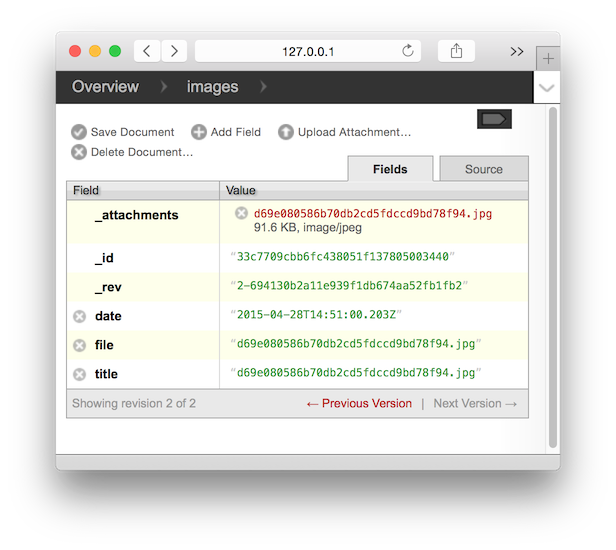 127.0.0.1
Overview images
Save Document Add Field Upload Attachment…
Delete Document…
Fields Source
Field Value
_attachments d69e080586b70db2cd5fdccd9bd78f94.jpg
91.6 KB, image/jpeg
_id "33c7709cbb6fc438051f137805003440"
_rev "2-694130b2a11e939f1db674aa52fb1fb2"
date "2015-04-28T14:51:00.203Z"
file "d69e080586b70db2cd5fdccd9bd78f94.jpg"
title "d69e080586b70db2cd5fdccd9bd78f94.jpg"
Showing revision 2 of 2 ← Previous Version | Next Version →